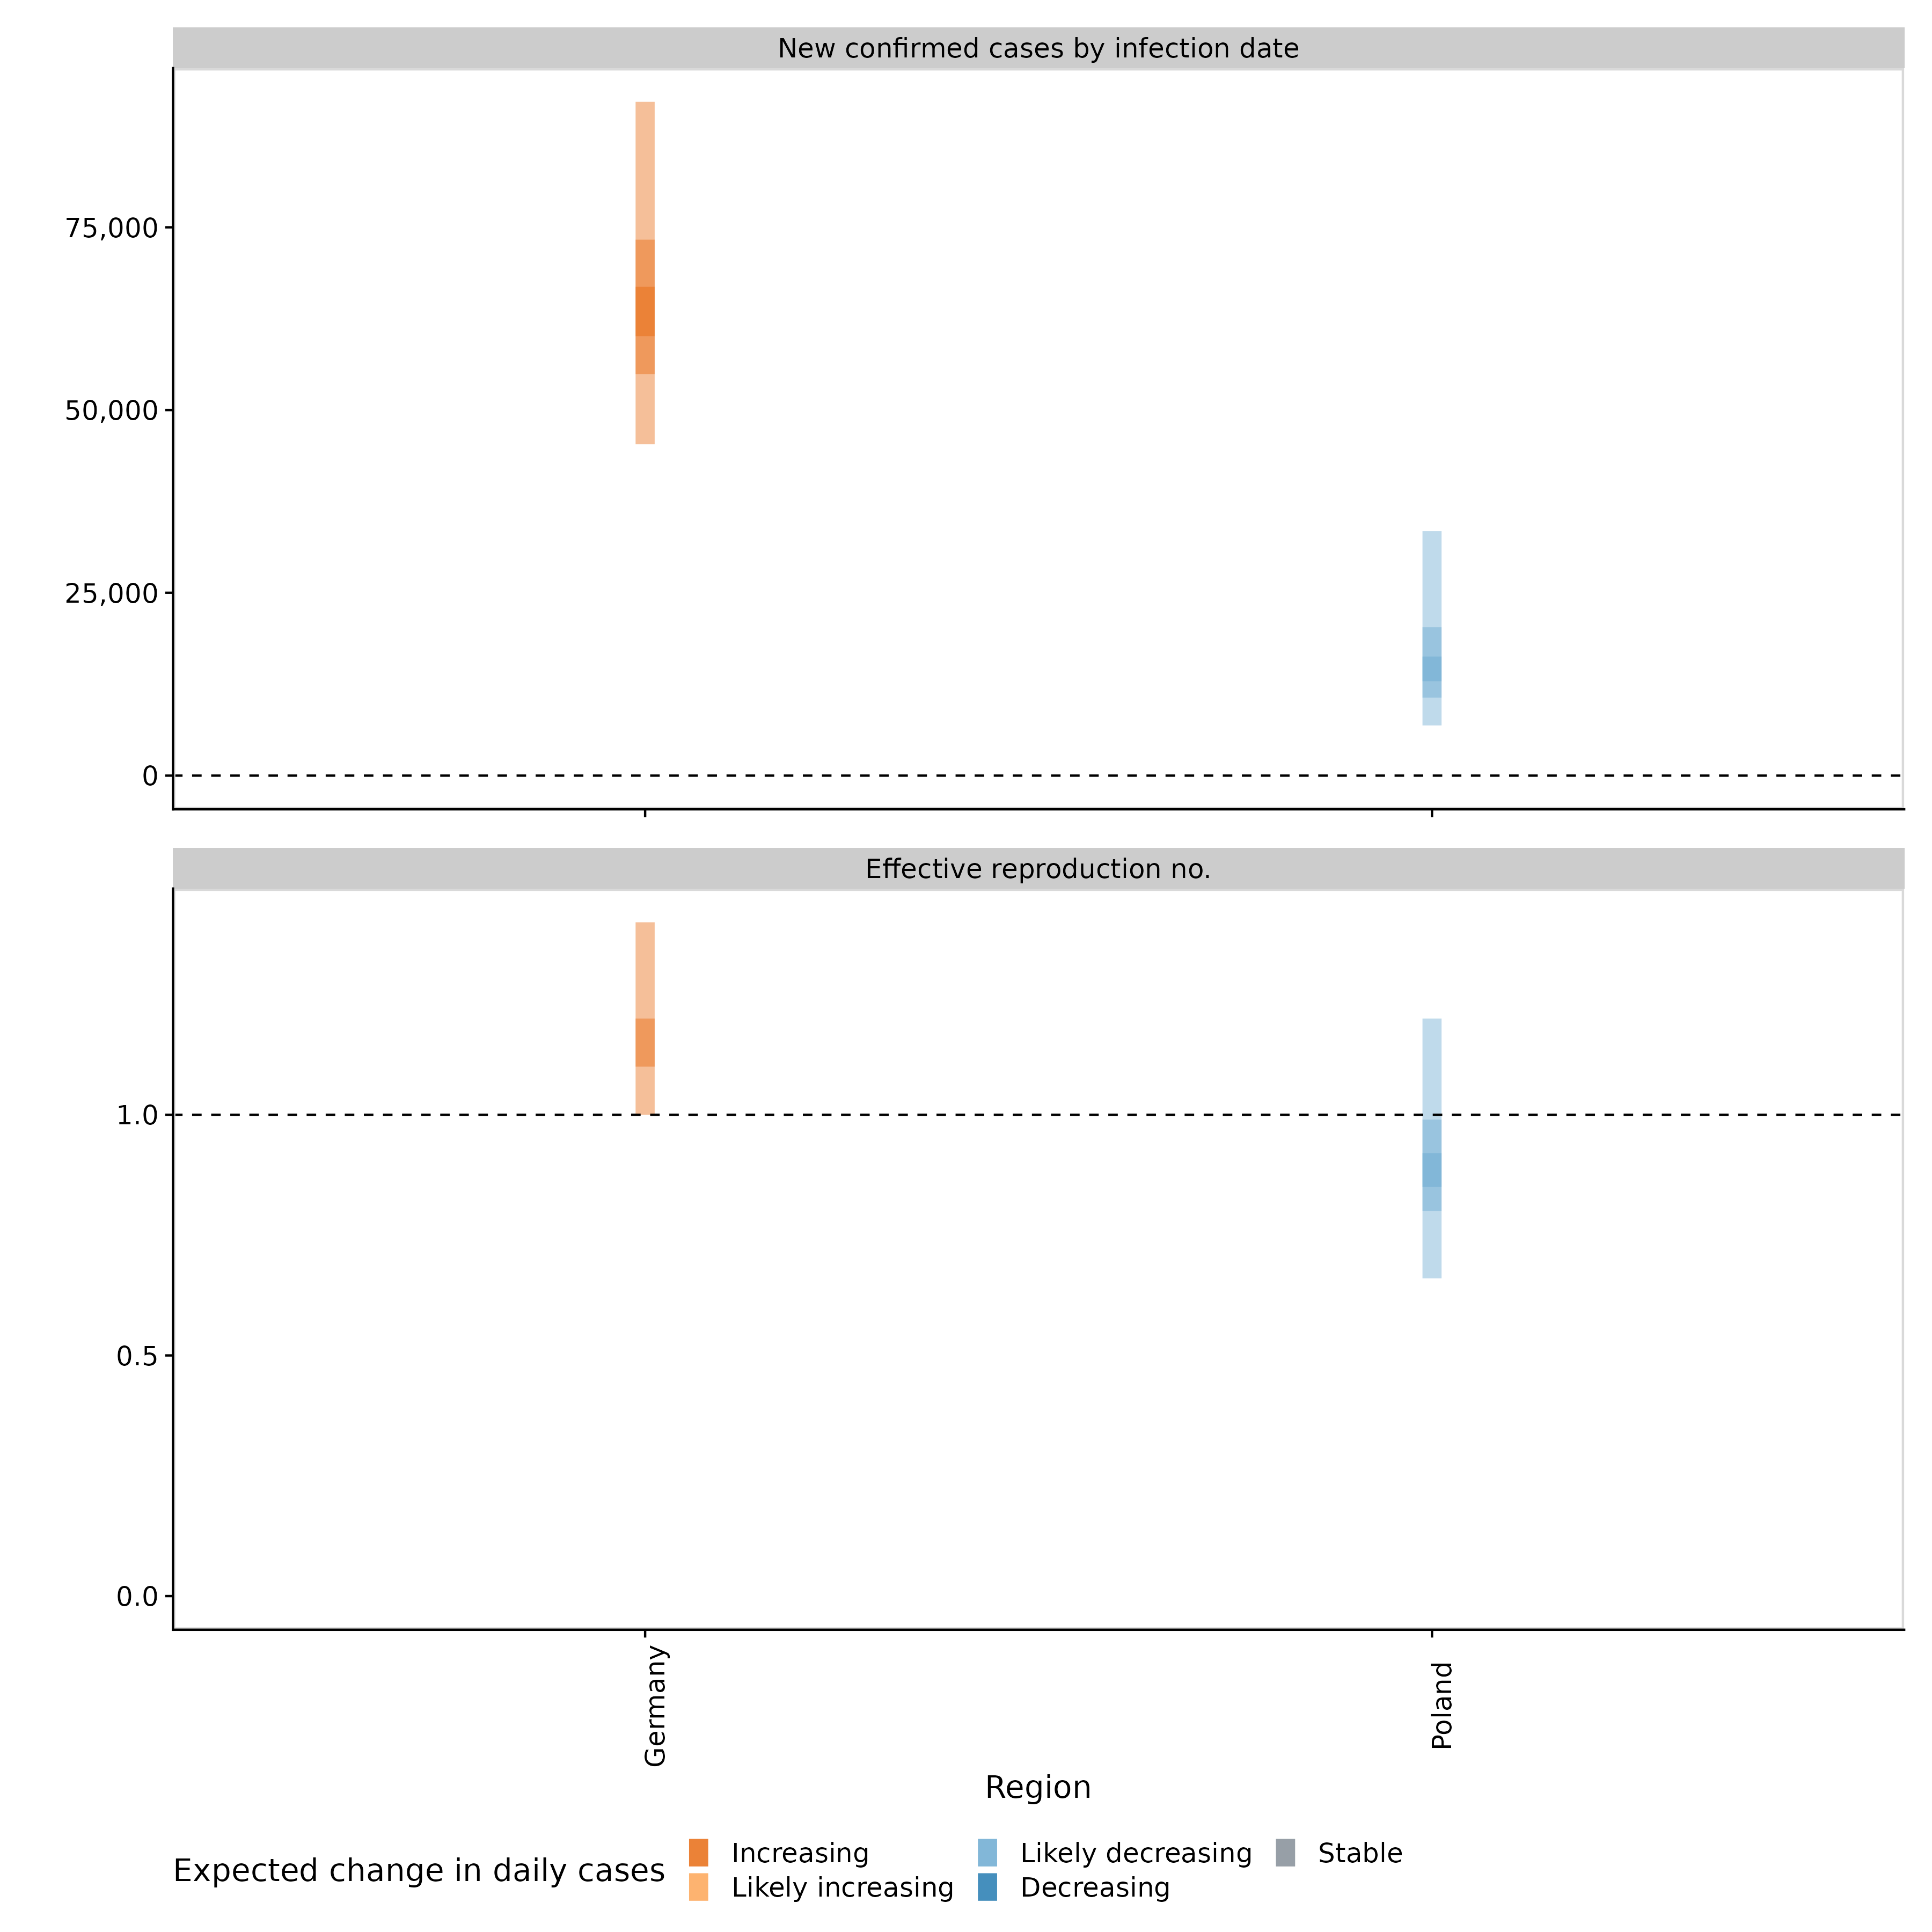 New confirmed cases by infection date
75,000
50,000
25,000
0
Effective reproduction no.
1.0
0.5
0.0
Germany
Poland
Region
Expected change in daily cases
Increasing
Likely increasing
Likely decreasing
Decreasing
Stable